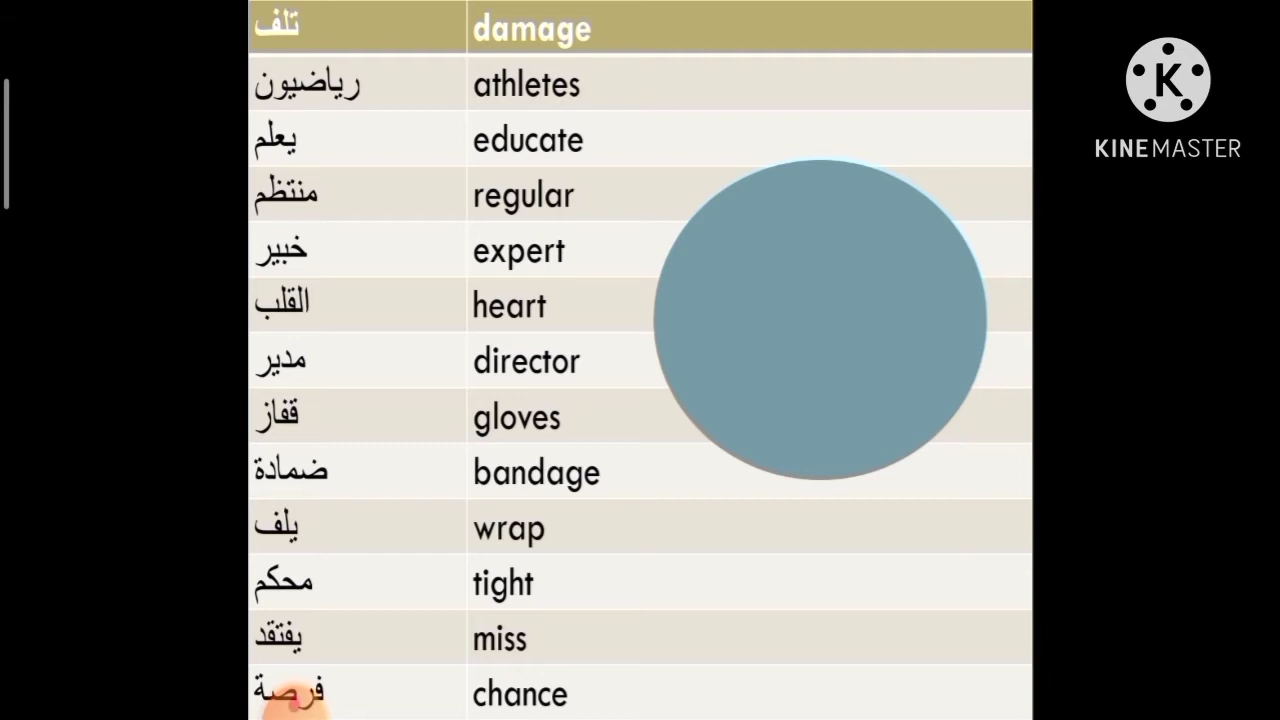 تلف damage
رياضيون athletes
يعلم educate
منتظم regular
خبير expert
القلب heart
مدير director
قفاز gloves
ضمادة bandage
يلف wrap
محكم tight
يفتقد miss
فرصة chance
K
KINEMASTER